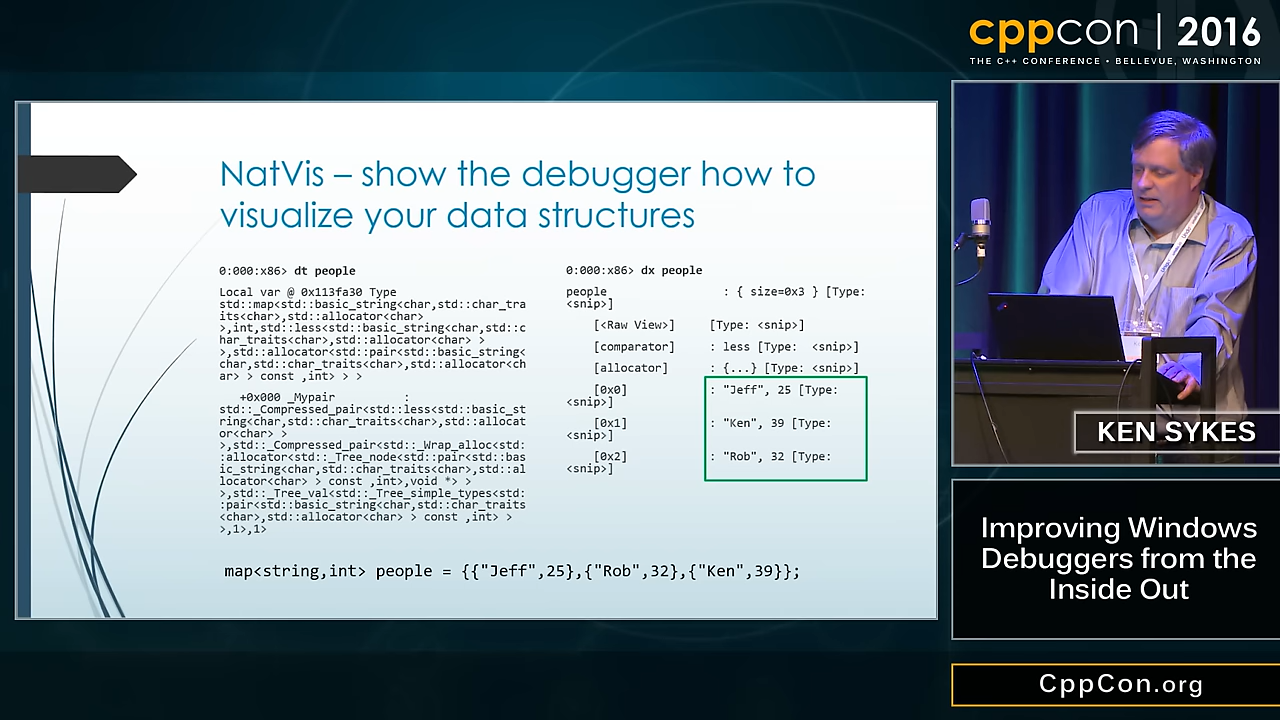 cppcon | 2016
THE C++ CONFERENCE • BELLEVUE, WASHINGTON
NatVis – show the debugger how to
visualize your data structures
0:000:x86> dt people
Local var @ 0x113fa30 Type
std::map<std::basic_string<char,std::char_tra
its<char>,std::allocator<char>
>,int,std::less<std::basic_string<char,std::c
har_traits<char>,std::allocator<char> >
>,std::allocator<std::pair<std::basic_string<
char,std::char_traits<char>,std::allocator<ch
ar> > const ,int> > >
+0x000 _Mypair :
std::_Compressed_pair<std::less<std::basic_st
ring<char,std::char_traits<char>,std::allocat
or<char> >
>,std::_Compressed_pair<std::_Wrap_alloc<std:
:allocator<std::_Tree_node<std::pair<std::bas
ic_string<char,std::char_traits<char>,std::al
locator<char> > const ,int>,void *> >
>,std::_Tree_val<std::_Tree_simple_types<std:
:pair<std::basic_string<char,std::char_traits
<char>,std::allocator<char> > const ,int> >
>,1>,1>
0:000:x86> dx people
people : { size=0x3 } [Type:
<snip>]
[<Raw View>] [Type: <snip>]
[comparator] : less [Type: <snip>]
[allocator] : {...} [Type: <snip>]
[0x0] : "Jeff", 25 [Type:
<snip>]
[0x1] : "Ken", 39 [Type:
<snip>]
[0x2] : "Rob", 32 [Type:
<snip>]
map<string,int> people = {{"Jeff",25},{"Rob",32},{"Ken",39}};
KEN SYKES
Improving Windows
Debuggers from the
Inside Out
CppCon.org